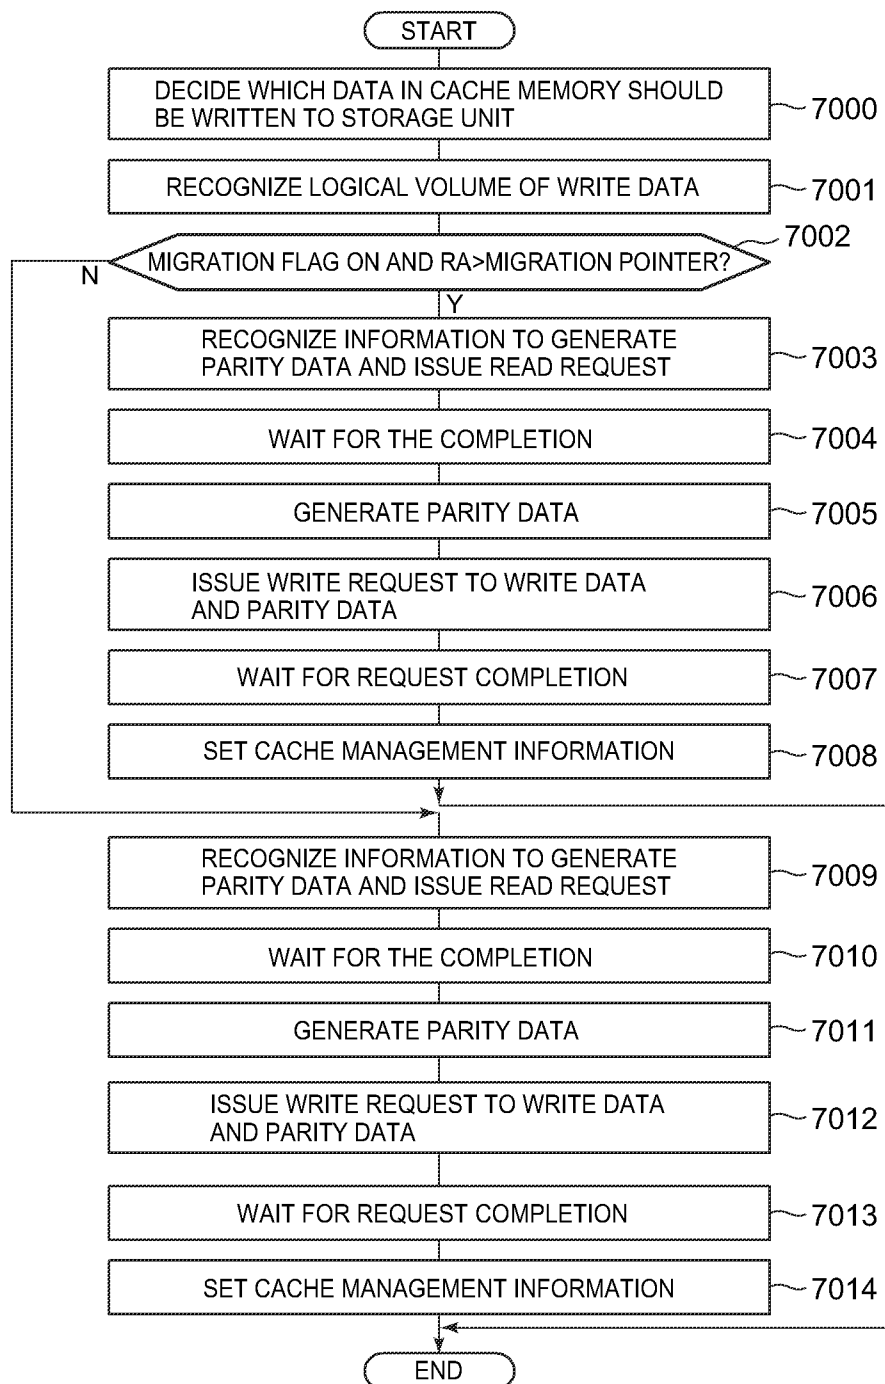 START
DECIDE WHICH DATA IN CACHE MEMORY SHOULD
BE WRITTEN TO STORAGE UNIT
7000
RECOGNIZE LOGICAL VOLUME OF WRITE DATA
7001
7002
MIGRATION FLAG ON AND RA>MIGRATION POINTER?
N
Y
RECOGNIZE INFORMATION TO GENERATE
PARITY DATA AND ISSUE READ REQUEST
7003
WAIT FOR THE COMPLETION
7004
GENERATE PARITY DATA
7005
ISSUE WRITE REQUEST TO WRITE DATA
AND PARITY DATA
7006
WAIT FOR REQUEST COMPLETION
7007
SET CACHE MANAGEMENT INFORMATION
7008
RECOGNIZE INFORMATION TO GENERATE
PARITY DATA AND ISSUE READ REQUEST
7009
WAIT FOR THE COMPLETION
7010
GENERATE PARITY DATA
7011
ISSUE WRITE REQUEST TO WRITE DATA
AND PARITY DATA
7012
WAIT FOR REQUEST COMPLETION
7013
SET CACHE MANAGEMENT INFORMATION
7014
END